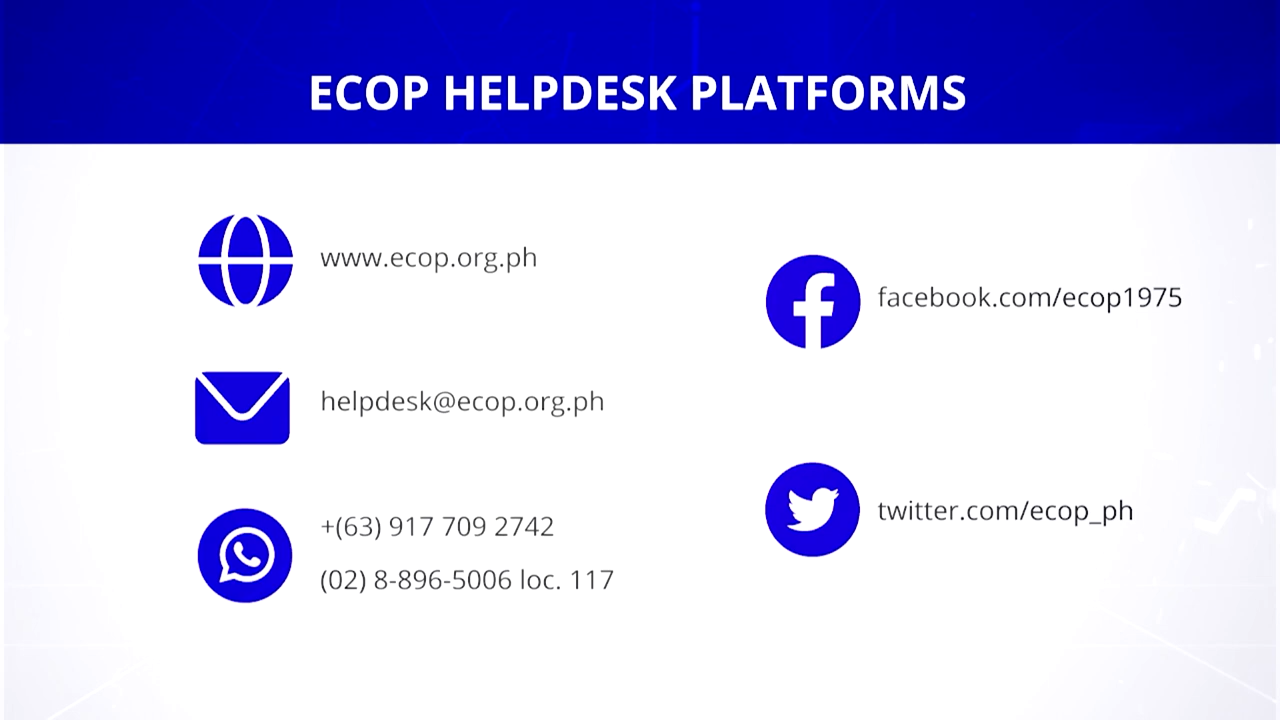 ECOP HELPDESK PLATFORMS
www.ecop.org.ph
helpdesk@ecop.org.ph
+(63) 917 709 2742
(02) 8-896-5006 loc. 117
facebook.com/ecop1975
twitter.com/ecop_ph